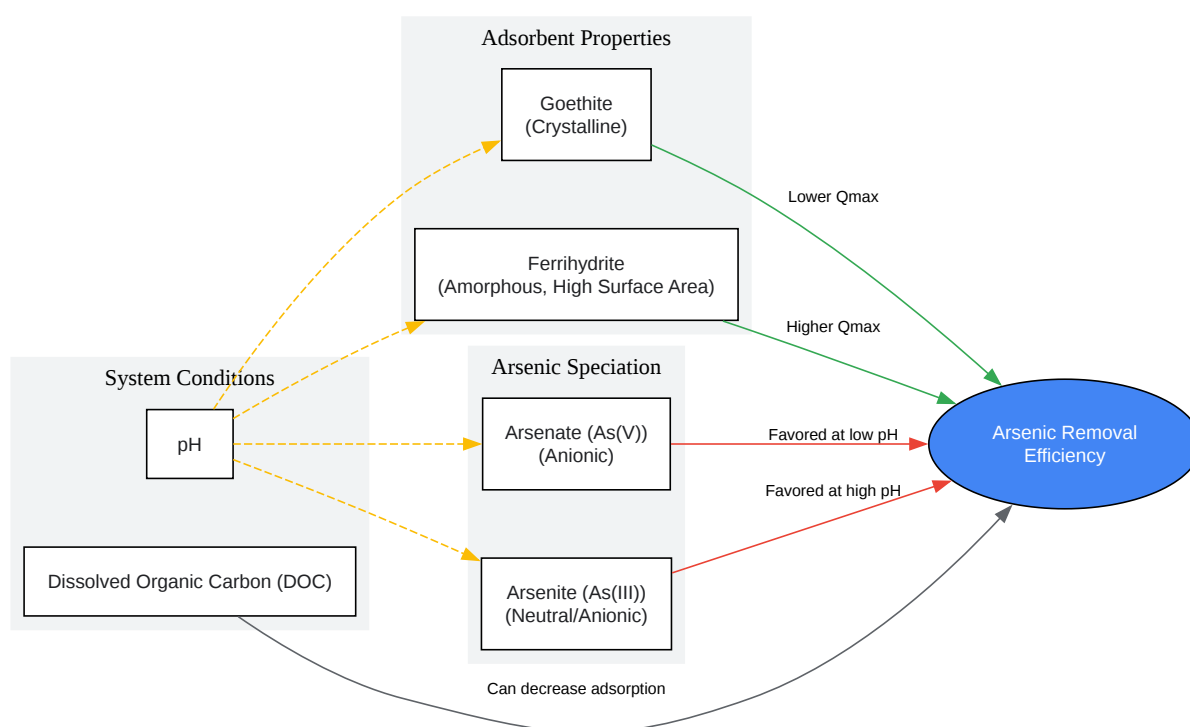 Adsorbent Properties
Goethite
(Crystalline)
Lower Qmax
Ferrihydrite
(Amorphous, High Surface Area)
Higher Qmax
System Conditions
pH
Dissolved Organic Carbon (DOC)
Arsenic Speciation
Arsenate (As(V))
(Anionic)
Favored at low pH
Arsenite (As(III))
(Neutral/Anionic)
Favored at high pH
Arsenic Removal
Efficiency
Can decrease adsorption